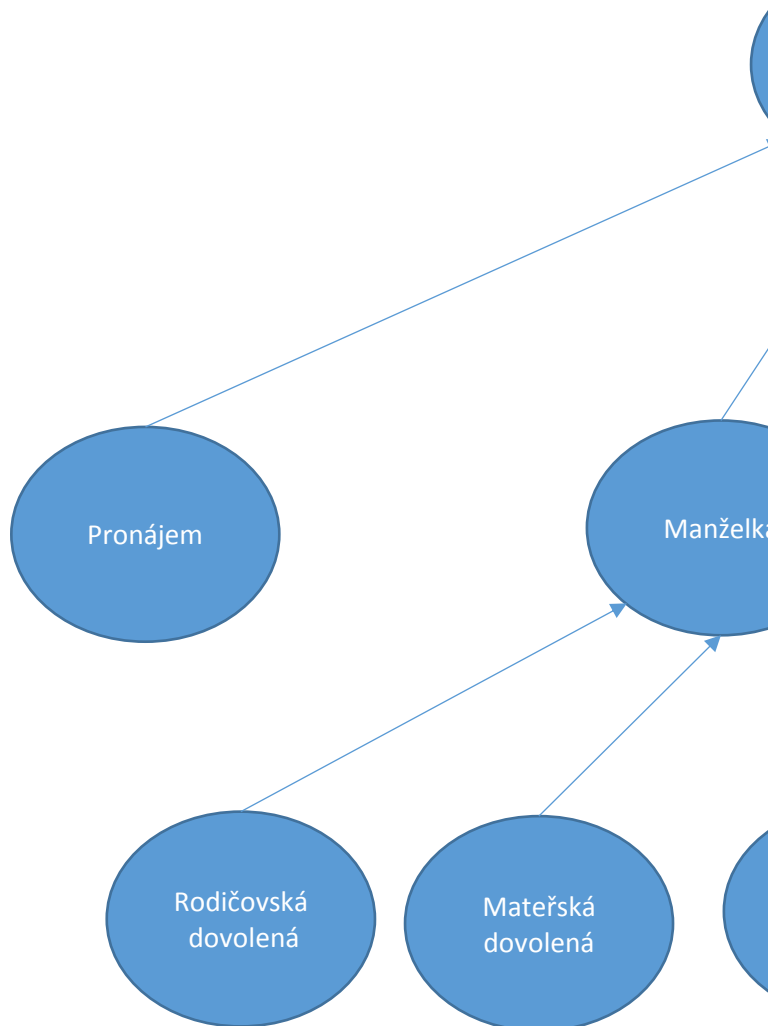 Pronájem
Manželka
Rodičovská
dovolená
Mateřská
dovolená